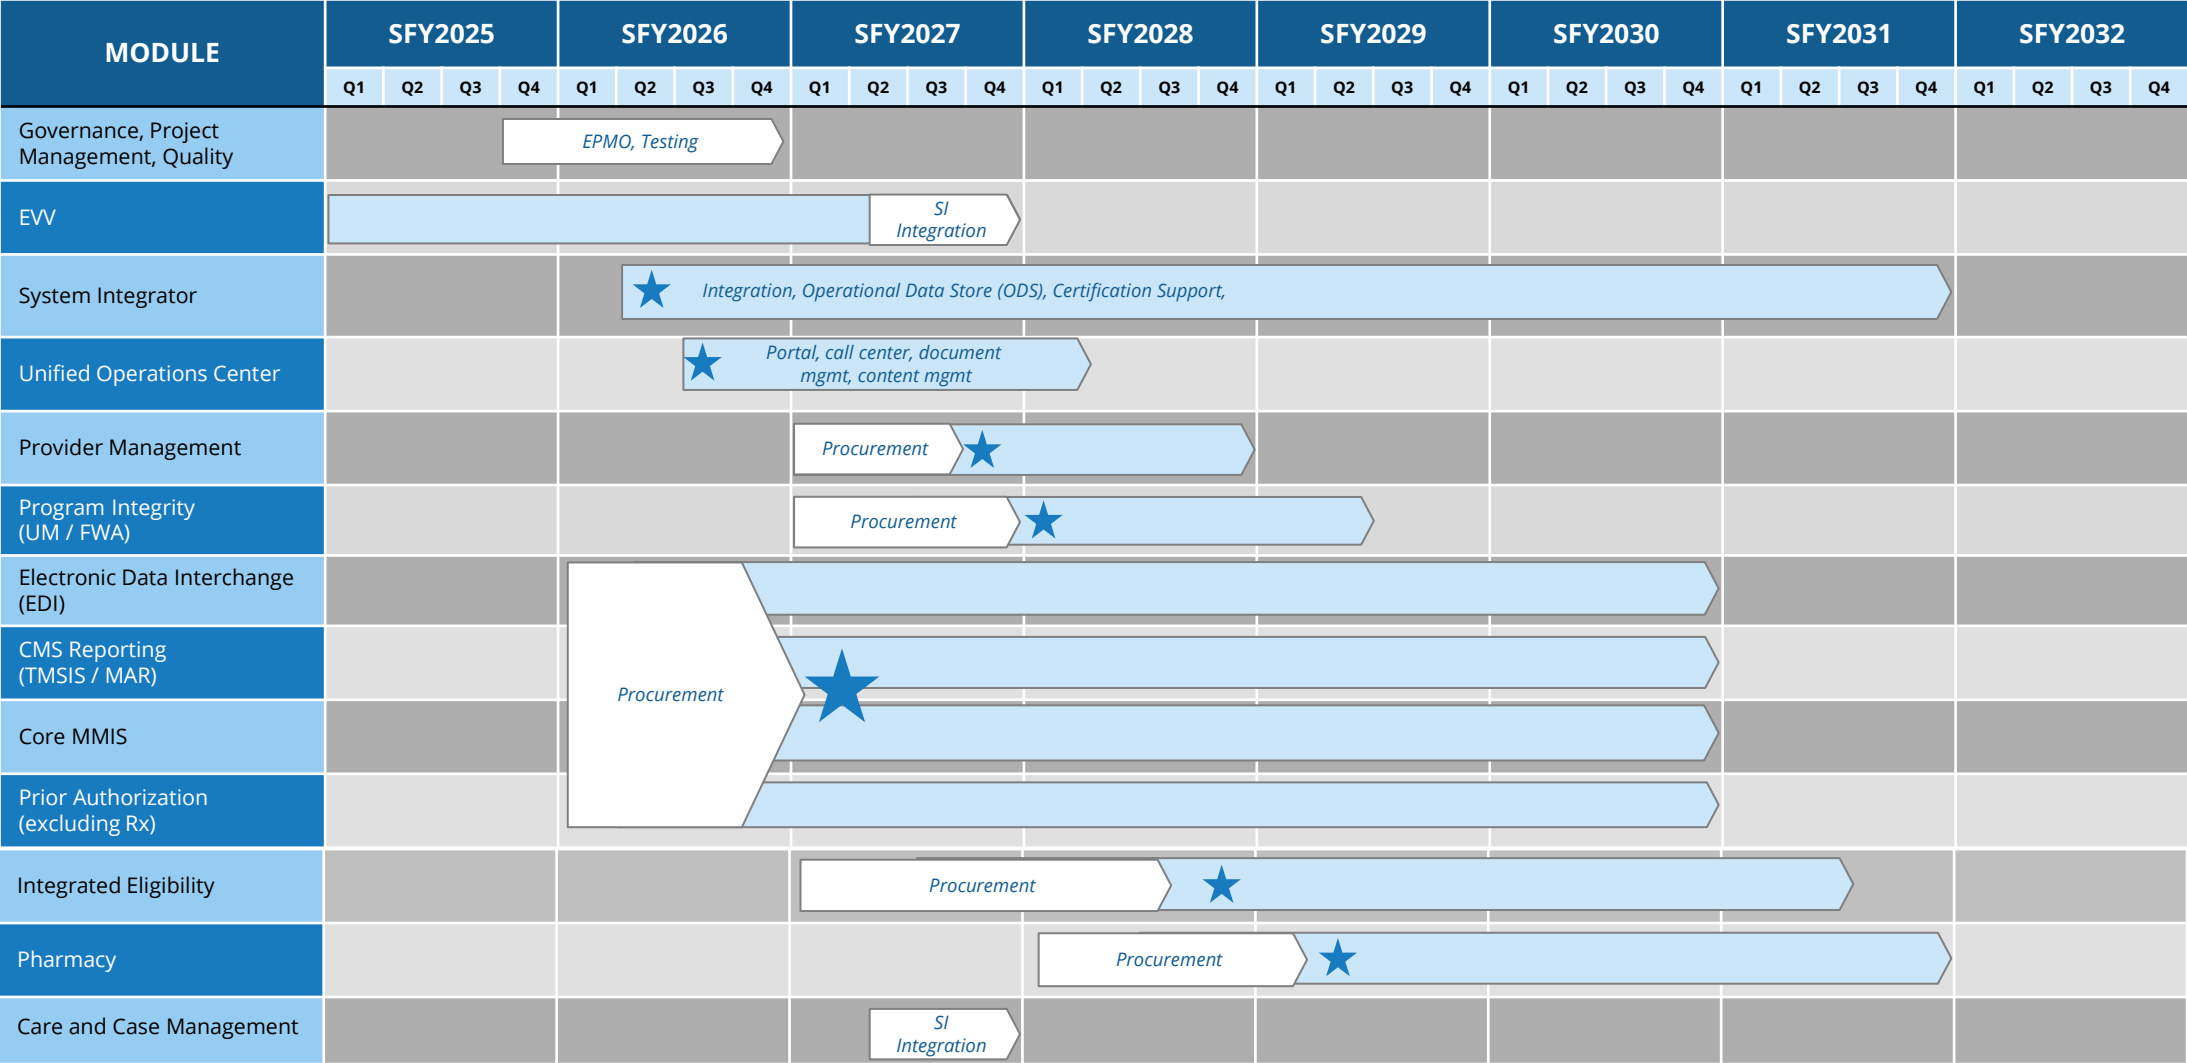 MODULE
SFY2025 SFY2026 SFY2027 SFY2028 SFY2029 SFY2030 SFY2031 SFY2032
Q1 Q2 Q3 Q4 Q1 Q2 Q3 Q4 Q1 Q2 Q3 Q4 Q1 Q2 Q3 Q4 Q1 Q2 Q3 Q4 Q1 Q2 Q3 Q4 Q1 Q2 Q3 Q4 Q1 Q2 Q3 Q4
Governance, Project
Management, Quality
EPMO, Testing
EVV
SI
Integration
System Integrator
Integration, Operational Data Store (ODS), Certification Support,
Unified Operations Center
Portal, call center, document
mgmt, content mgmt
Provider Management
Procurement
Program Integrity
(UM / FWA)
Procurement
Electronic Data Interchange
(EDI)
CMS Reporting
(TMSIS / MAR)
Procurement
Core MMIS
Prior Authorization
(excluding Rx)
Integrated Eligibility
Procurement
Pharmacy
Procurement
Care and Case Management
SI
Integration